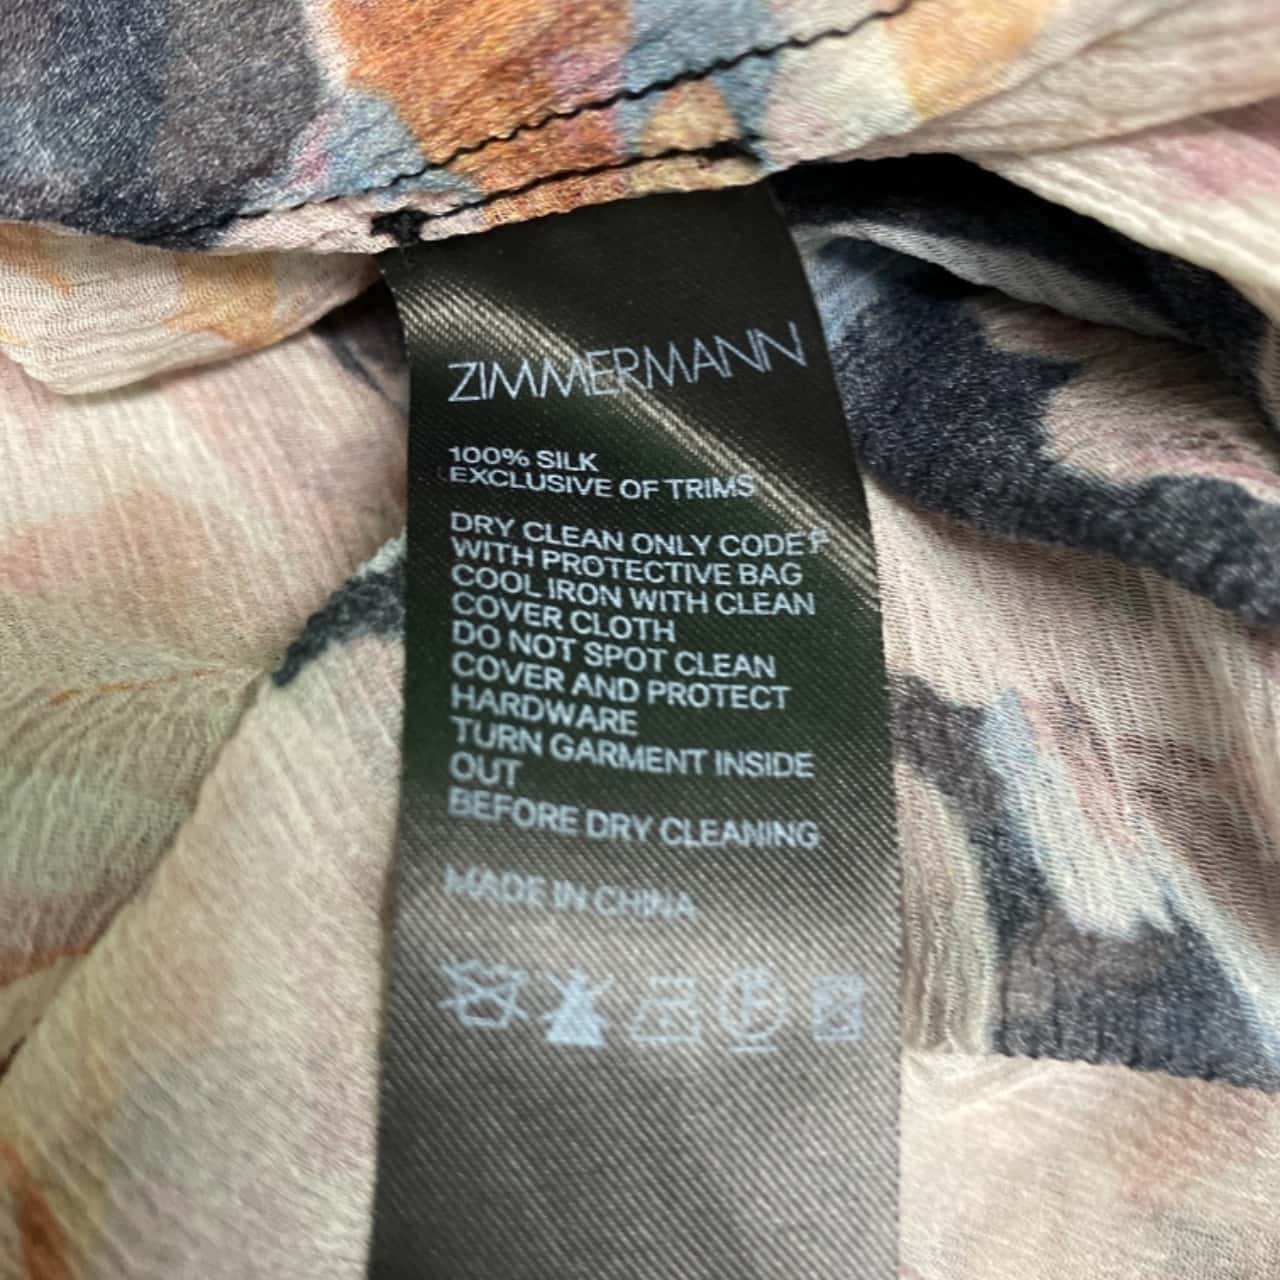 ZIMMERMANN
100% SILK
EXCLUSIVE OF TRIMS
DRY CLEAN ONLY CODE P
WITH PROTECTIVE BAG
COOL IRON WITH CLEAN
COVER CLOTH
DO NOT SPOT CLEAN
COVER AND PROTECT
HARDWARE
TURN GARMENT INSIDE
OUT
BEFORE DRY CLEANING
MADE IN CHINA
P